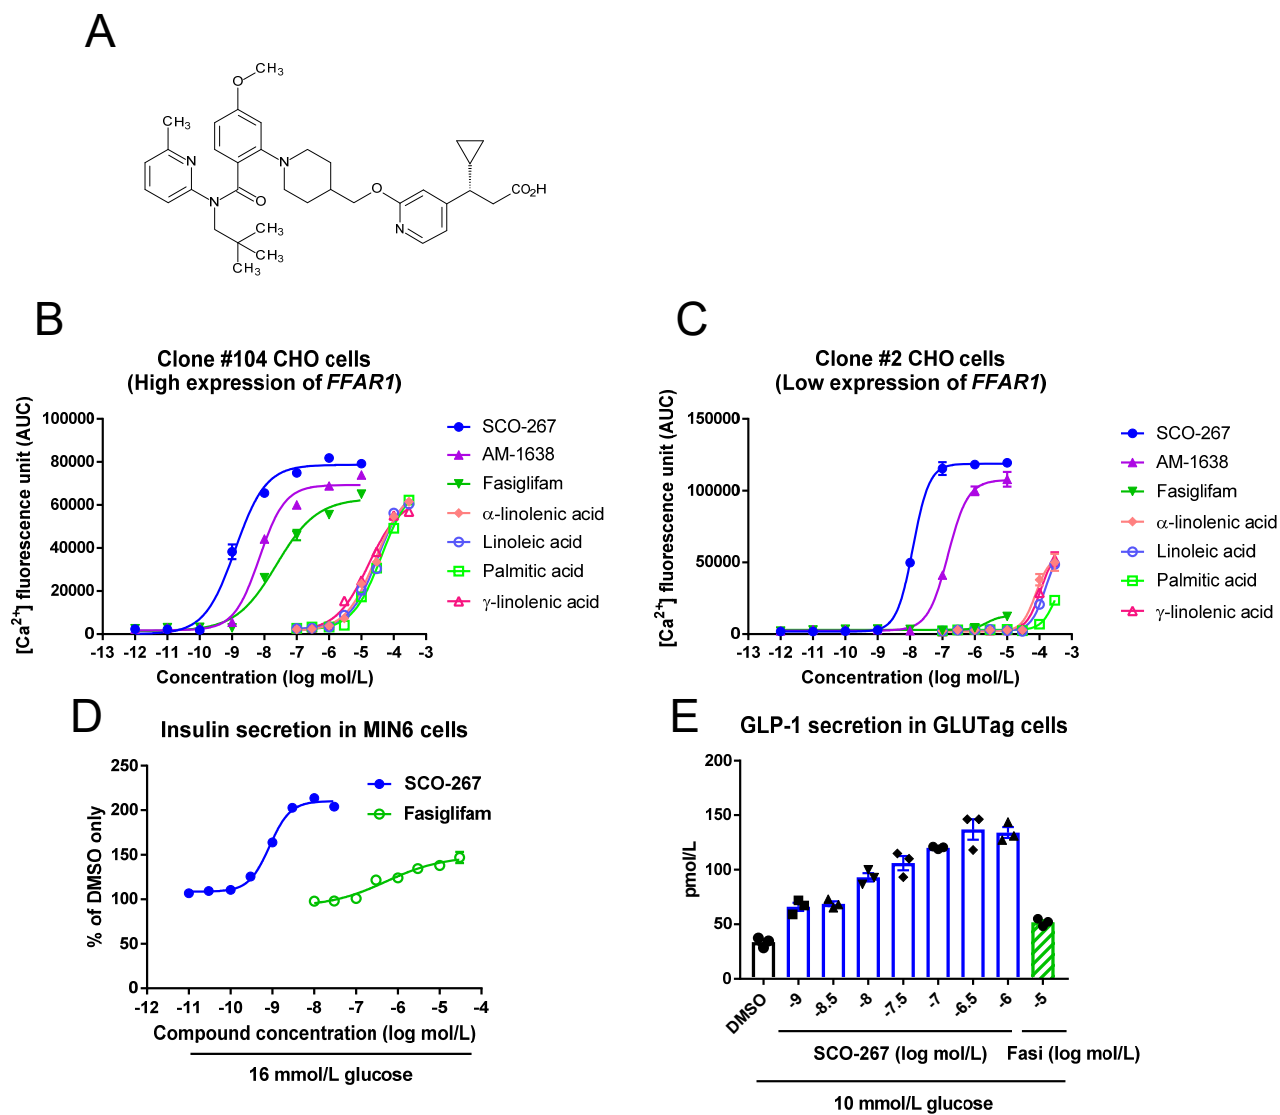 A
O
CH3
CH3
N
N
N
O
O
CO2H
N
CH3
CH3
CH3
B
Clone #104 CHO cells
(High expression of FFAR1)
[Ca2+] fluorescence unit (AUC)
100000
80000
60000
40000
20000
0
-13 -12 -11 -10 -9 -8 -7 -6 -5 -4 -3
Concentration (log mol/L)
SCO-267
AM-1638
Fasiglifam
α-linolenic acid
Linoleic acid
Palmitic acid
γ-linolenic acid
C
Clone #2 CHO cells
(Low expression of FFAR1)
[Ca2+] fluorescence unit (AUC)
150000
100000
50000
0
-13 -12 -11 -10 -9 -8 -7 -6 -5 -4 -3
Concentration (log mol/L)
SCO-267
AM-1638
Fasiglifam
α-linolenic acid
Linoleic acid
Palmitic acid
γ-linolenic acid
D
Insulin secretion in MIN6 cells
% of DMSO only
250
200
150
100
50
0
-12 -11 -10 -9 -8 -7 -6 -5 -4
Compound concentration (log mol/L)
16 mmol/L glucose
SCO-267
Fasiglifam
E
GLP-1 secretion in GLUTag cells
pmol/L
200
150
100
50
0
DMSO -9 -8.5 -8 -7.5 -7 -6.5 -6 -5
SCO-267 (log mol/L) Fasi (log mol/L)
10 mmol/L glucose